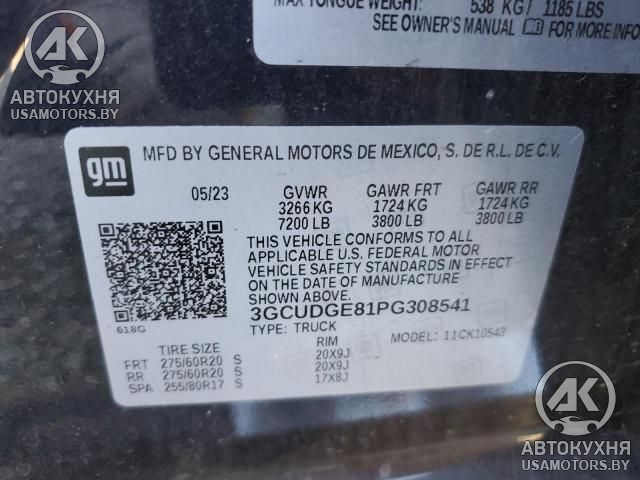 MAX TONGUE WEIGHT: 538 KG / 1185 LBS
SEE OWNER'S MANUAL FOR MORE INFO
AK
АВТОКУХНЯ
USAMOTORS.BY
gm
MFD BY GENERAL MOTORS DE MEXICO, S. DE R.L. DE C.V.
05/23 GVWR GAWR FRT GAWR RR
3266 KG 1724 KG 1724 KG
7200 LB 3800 LB 3800 LB
THIS VEHICLE CONFORMS TO ALL
APPLICABLE U.S. FEDERAL MOTOR
VEHICLE SAFETY STANDARDS IN EFFECT
ON THE DATE OF MANUFACTURE
SHOWN ABOVE.
3GCUDGE81PG308541
TYPE: TRUCK
MODEL: 11CK10543
618G
TIRE SIZE RIM
FRT 275/60R20 S 20X9J
RR 275/60R20 S 20X9J
SPA 255/80R17 S 17X8J
AK
АВТОКУХНЯ
USAMOTORS.BY